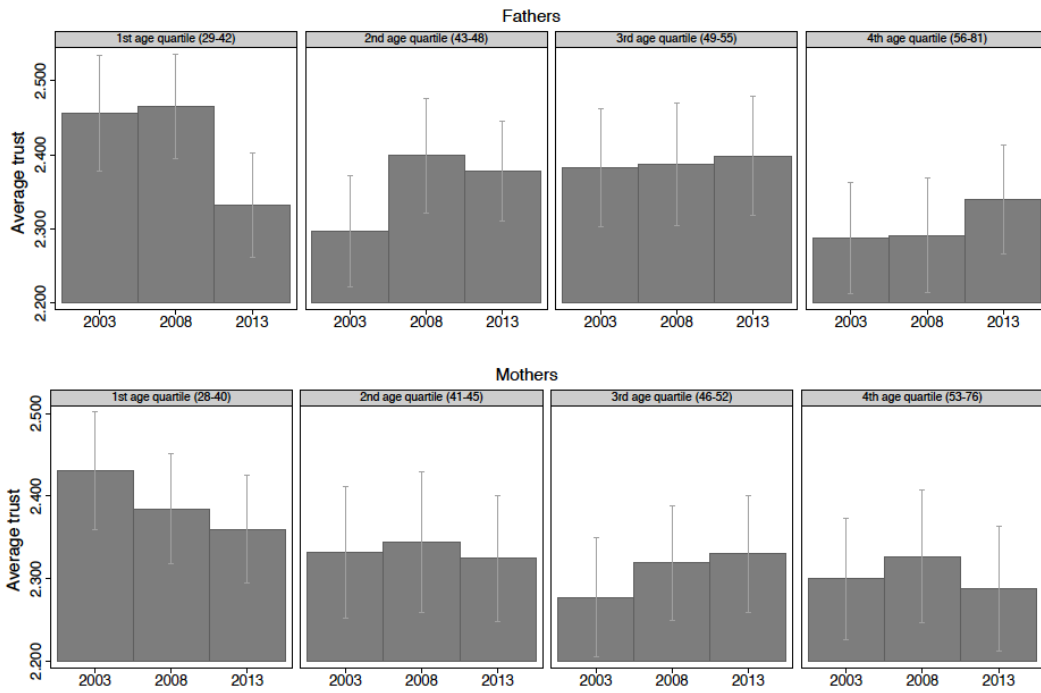 Fathers
1st age quartile (29-42) 2nd age quartile (43-48) 3rd age quartile (49-55) 4th age quartile (56-81)
Average trust
2.500
2.400
2.300
2.200
2003 2008 2013 2003 2008 2013 2003 2008 2013 2003 2008 2013
Mothers
1st age quartile (28-40) 2nd age quartile (41-45) 3rd age quartile (46-52) 4th age quartile (53-76)
Average trust
2.500
2.400
2.300
2.200
2003 2008 2013 2003 2008 2013 2003 2008 2013 2003 2008 2013